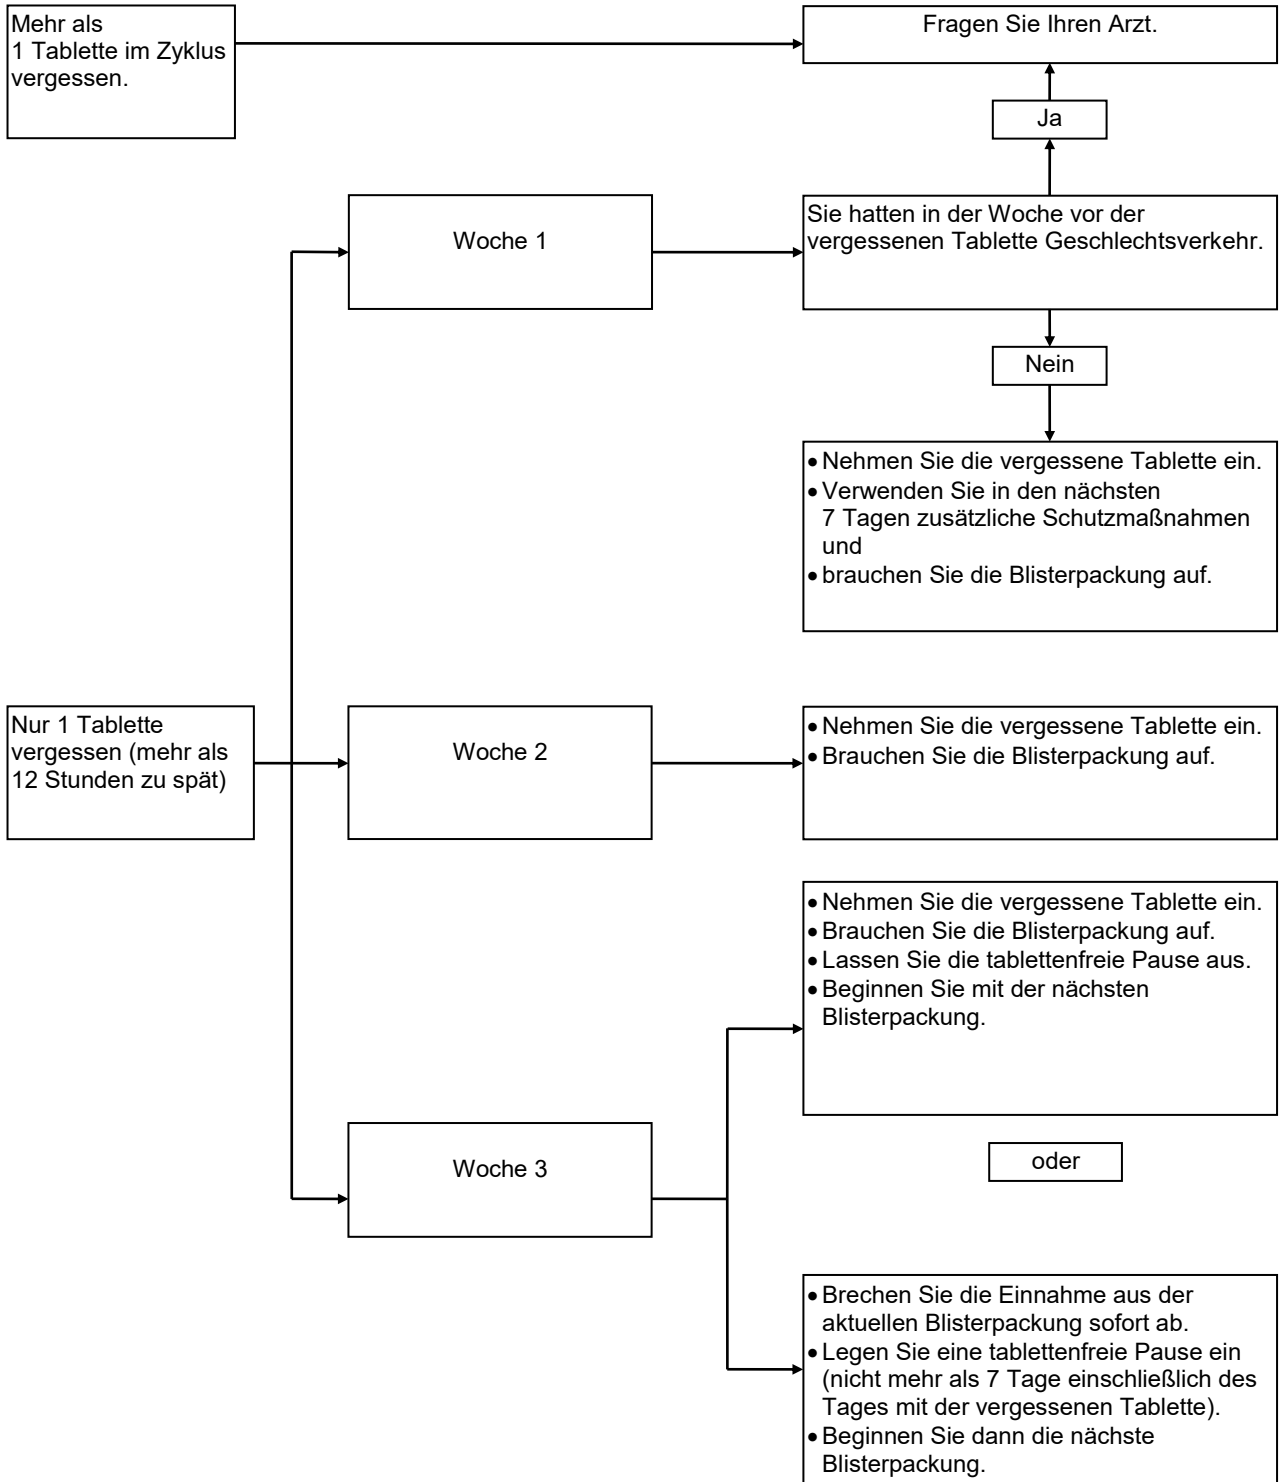 Mehr als
1 Tablette im Zyklus
vergessen.
Fragen Sie Ihren Arzt.
Ja
Woche 1
Sie hatten in der Woche vor der
vergessenen Tablette Geschlechtsverkehr.
Nein
• Nehmen Sie die vergessene Tablette ein.
• Verwenden Sie in den nächsten
7 Tagen zusätzliche Schutzmaßnahmen
und
• brauchen Sie die Blisterpackung auf.
Nur 1 Tablette
vergessen (mehr als
12 Stunden zu spät)
Woche 2
• Nehmen Sie die vergessene Tablette ein.
• Brauchen Sie die Blisterpackung auf.
Woche 3
• Nehmen Sie die vergessene Tablette ein.
• Brauchen Sie die Blisterpackung auf.
• Lassen Sie die tablettenfreie Pause aus.
• Beginnen Sie mit der nächsten
Blisterpackung.
oder
• Brechen Sie die Einnahme aus der
aktuellen Blisterpackung sofort ab.
• Legen Sie eine tablettenfreie Pause ein
(nicht mehr als 7 Tage einschließlich des
Tages mit der vergessenen Tablette).
• Beginnen Sie dann die nächste
Blisterpackung.